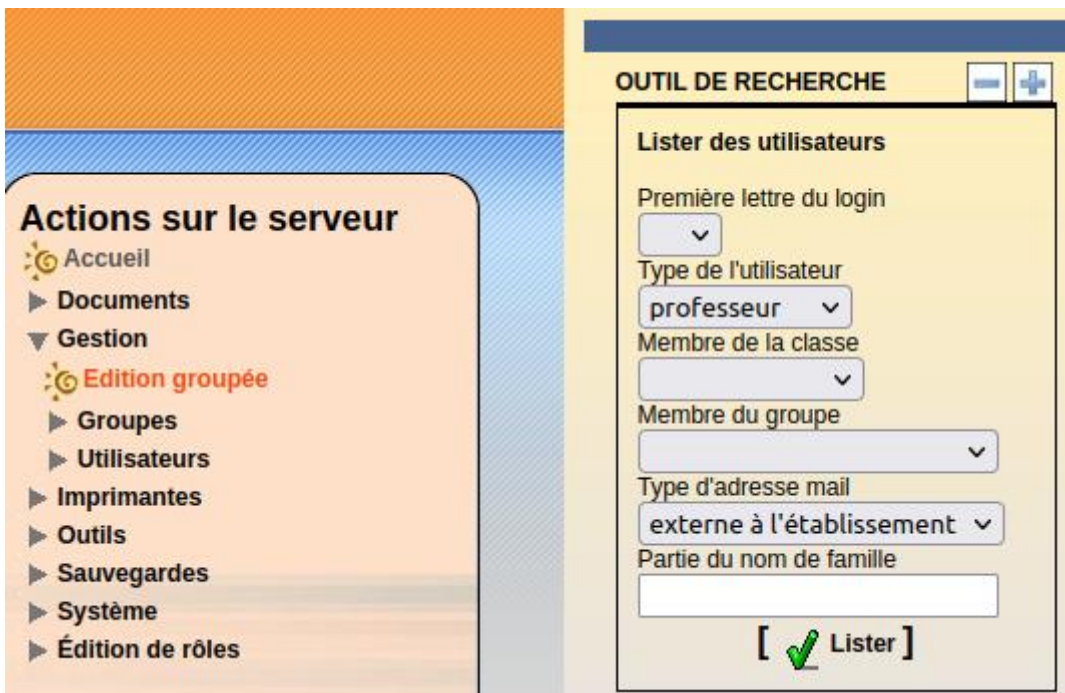 Actions sur le serveur
Accueil
Documents
Gestion
Edition groupée
Groupes
Utilisateurs
Imprimantes
Outils
Sauvegardes
Système
Édition de rôles
OUTIL DE RECHERCHE
Lister des utilisateurs
Première lettre du login
Type de l'utilisateur
professeur
Membre de la classe
Membre du groupe
Type d'adresse mail
externe à l'établissement
Partie du nom de famille
[ Lister ]